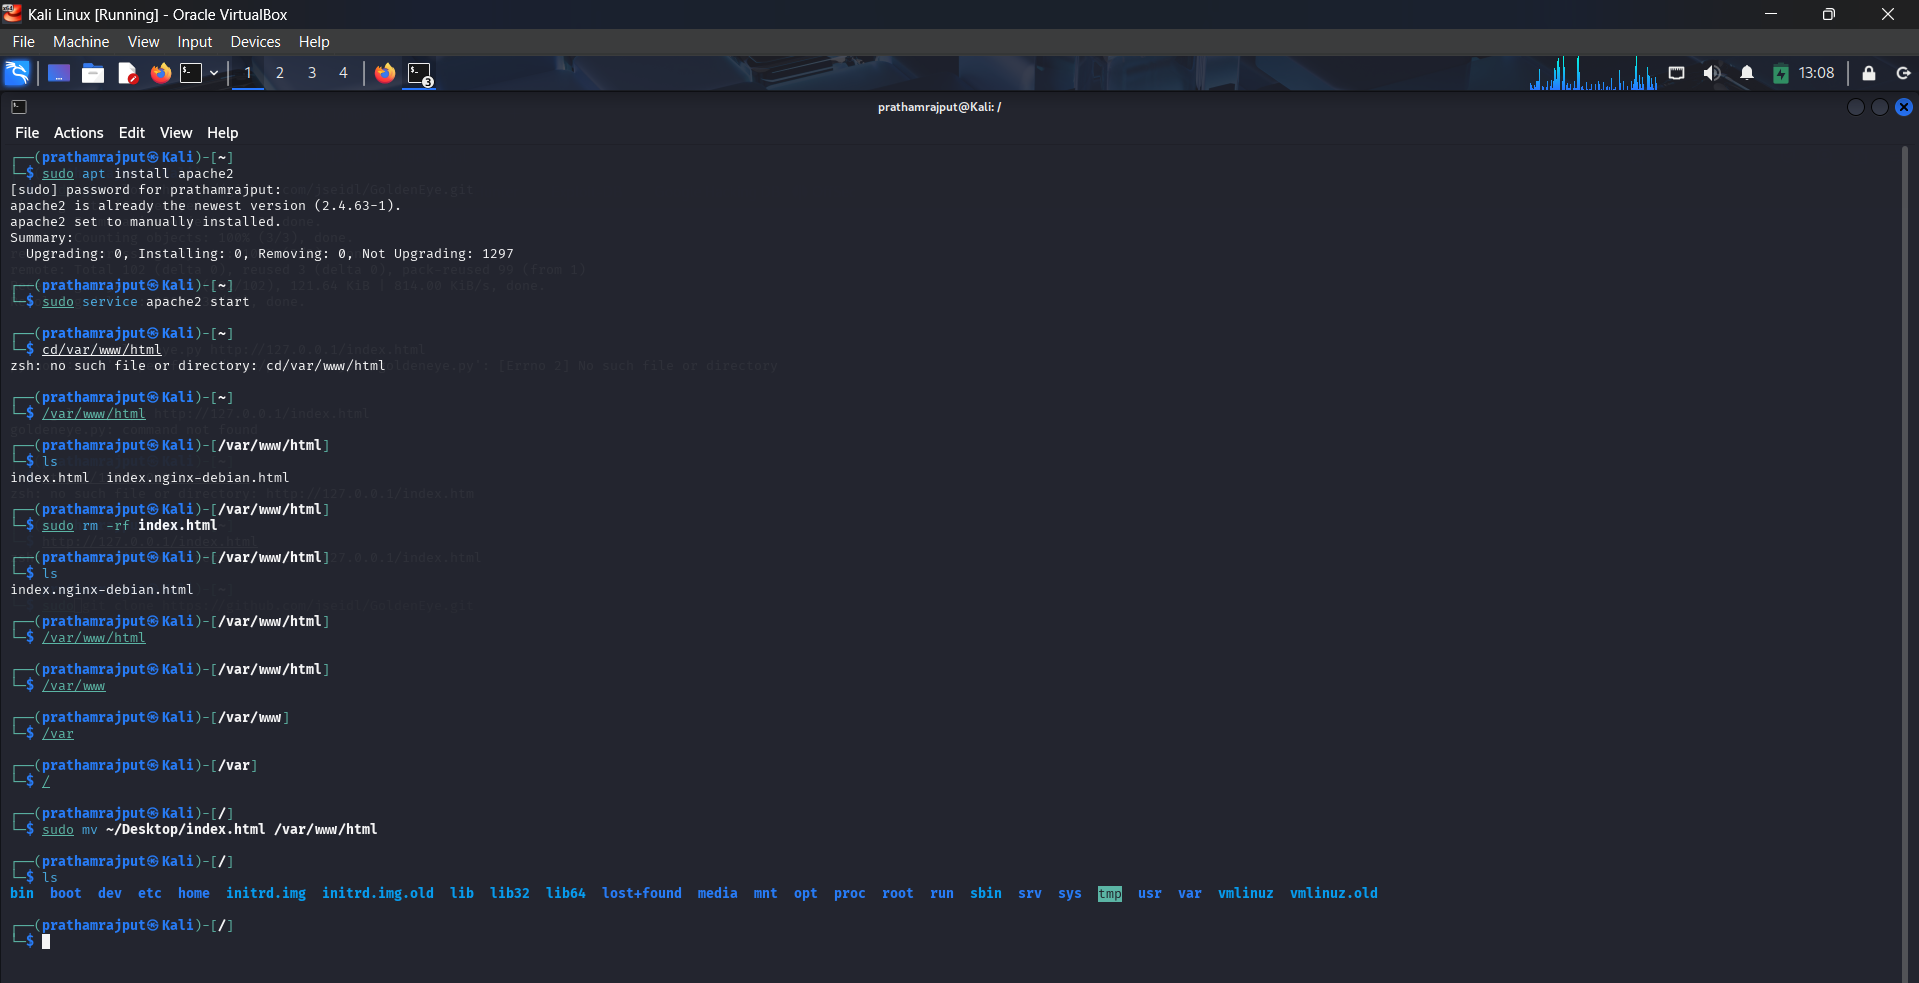 Kali Linux [Running] - Oracle VirtualBox
File Machine View Input Devices Help
1 2 3 4 3 13:08
prathamrajput@Kali: /
File Actions Edit View Help
┌──(prathamrajput㉿Kali)-[~]
└─$ sudo apt install apache2
[sudo] password for prathamrajput:
apache2 is already the newest version (2.4.63-1).
apache2 set to manually installed.
Summary:
Upgrading: 0, Installing: 0, Removing: 0, Not Upgrading: 1297
┌──(prathamrajput㉿Kali)-[~]
└─$ sudo service apache2 start
┌──(prathamrajput㉿Kali)-[~]
└─$ cd/var/www/html
zsh: no such file or directory: cd/var/www/html
┌──(prathamrajput㉿Kali)-[~]
└─$ /var/www/html
┌──(prathamrajput㉿Kali)-[/var/www/html]
└─$ ls
index.html index.nginx-debian.html
┌──(prathamrajput㉿Kali)-[/var/www/html]
└─$ sudo rm -rf index.html
┌──(prathamrajput㉿Kali)-[/var/www/html]
└─$ ls
index.nginx-debian.html
┌──(prathamrajput㉿Kali)-[/var/www/html]
└─$ /var/www/html
┌──(prathamrajput㉿Kali)-[/var/www/html]
└─$ /var/www
┌──(prathamrajput㉿Kali)-[/var/www]
└─$ /var
┌──(prathamrajput㉿Kali)-[/var]
└─$ /
┌──(prathamrajput㉿Kali)-[/]
└─$ sudo mv ~/Desktop/index.html /var/www/html
┌──(prathamrajput㉿Kali)-[/]
└─$ ls
bin boot dev etc home initrd.img initrd.img.old lib lib32 lib64 lost+found media mnt opt proc root run sbin srv sys tmp usr var vmlinuz vmlinuz.old
┌──(prathamrajput㉿Kali)-[/]
└─$